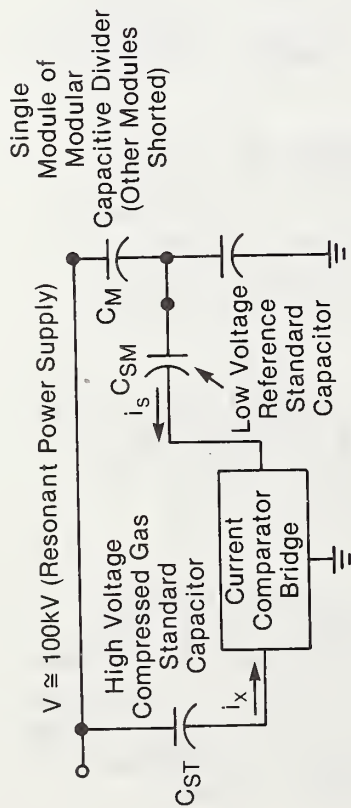 V ≅ 100kV (Resonant Power Supply)
Single
Module of
Modular
Capacitive Divider
(Other Modules
Shorted)
High Voltage
Compressed Gas
Standard
Capacitor
C_ST
i_x
Current
Comparator
Bridge
i_s
C_SM
C_M
Low Voltage
Reference
Standard
Capacitor